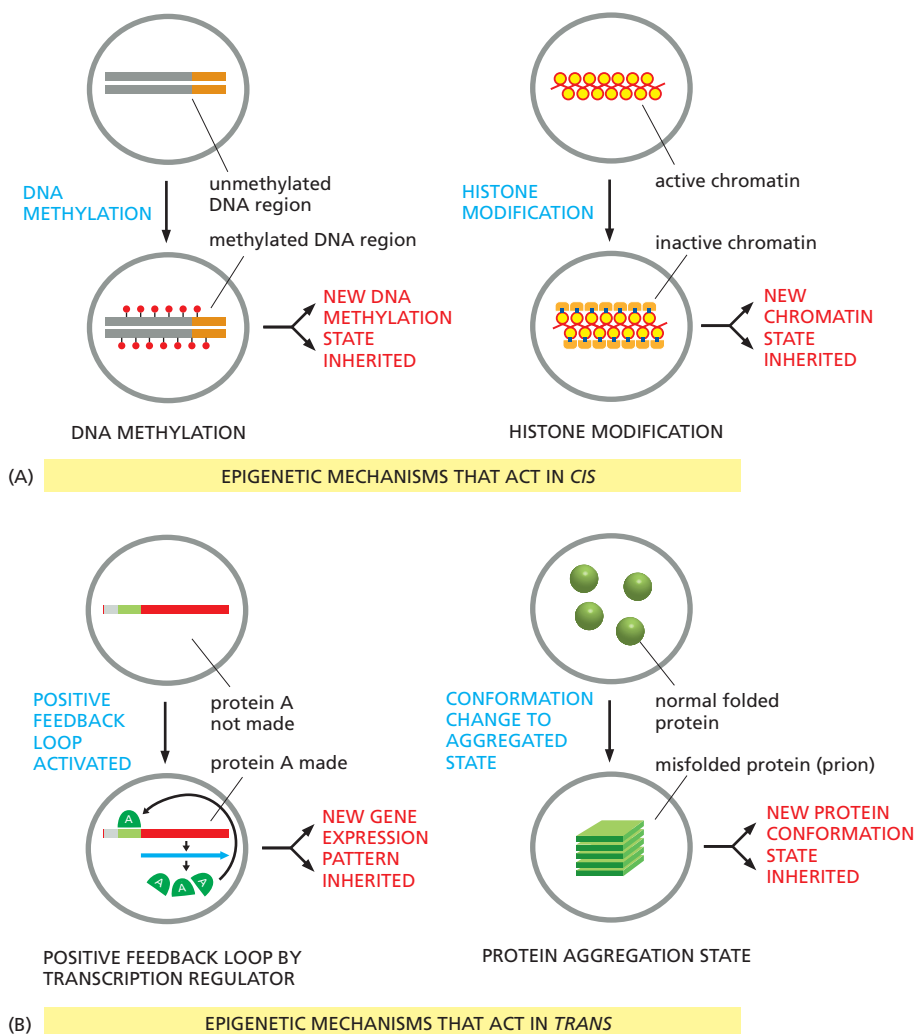 DNA
METHYLATION
unmethylated
DNA region
methylated DNA region
NEW DNA
METHYLATION
STATE
INHERITED
DNA METHYLATION
HISTONE
MODIFICATION
active chromatin
inactive chromatin
NEW
CHROMATIN
STATE
INHERITED
HISTONE MODIFICATION
(A) EPIGENETIC MECHANISMS THAT ACT IN CIS
POSITIVE
FEEDBACK
LOOP
ACTIVATED
protein A
not made
protein A made
A
A
A
A
NEW GENE
EXPRESSION
PATTERN
INHERITED
POSITIVE FEEDBACK LOOP BY
TRANSCRIPTION REGULATOR
CONFORMATION
CHANGE TO
AGGREGATED
STATE
normal folded
protein
misfolded protein (prion)
NEW PROTEIN
CONFORMATION
STATE
INHERITED
PROTEIN AGGREGATION STATE
(B) EPIGENETIC MECHANISMS THAT ACT IN TRANS